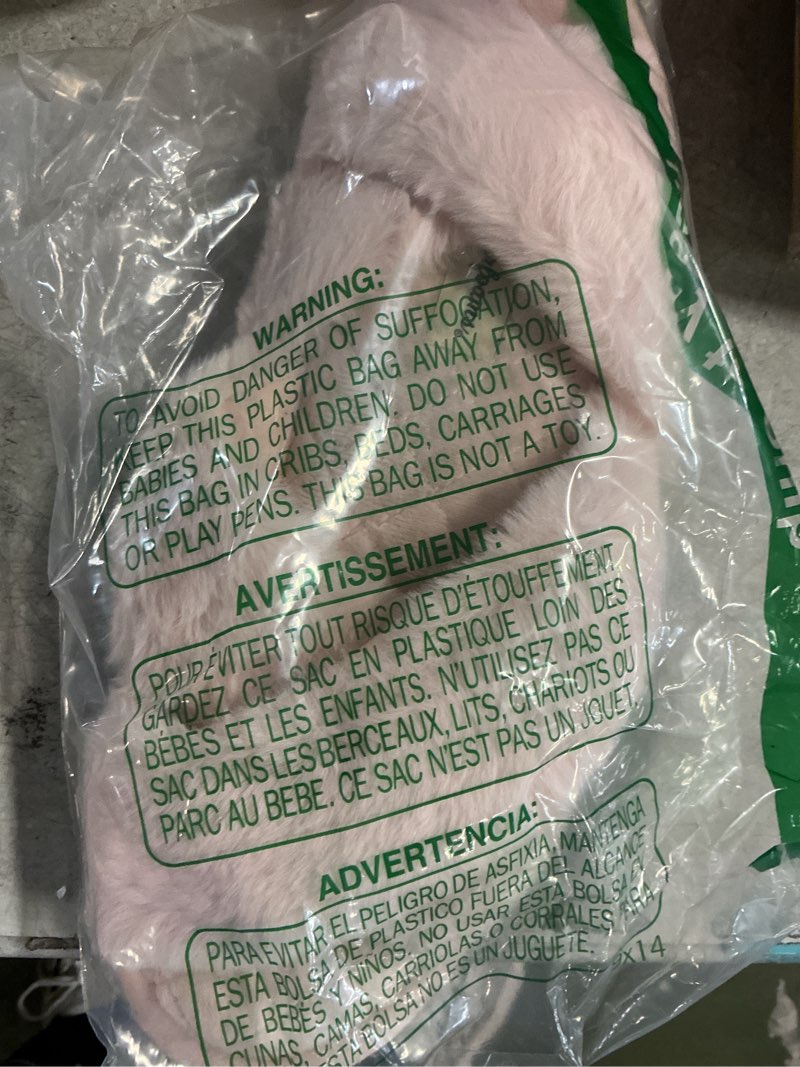 WARNING:
TO AVOID DANGER OF SUFFOCATION,
KEEP THIS PLASTIC BAG AWAY FROM
BABIES AND CHILDREN. DO NOT USE
THIS BAG IN CRIBS, BEDS, CARRIAGES
OR PLAY PENS. THIS BAG IS NOT A TOY.
AVERTISSEMENT:
POUR ÉVITER TOUT RISQUE D'ÉTOUFFEMENT,
GARDEZ CE SAC EN PLASTIQUE LOIN DES
BÉBÉS ET LES ENFANTS. N'UTILISEZ PAS CE
SAC DANS LES BERCEAUX, LITS, CHARIOTS OU
PARC AU BEBE. CE SAC N'EST PAS UN JOUET.
ADVERTENCIA:
PARA EVITAR EL PELIGRO DE ASFIXIA, MANTENGA
ESTA BOLSA DE PLASTICO FUERA DEL ALCANCE
DE BEBES Y NIÑOS. NO USAR ESTA BOLSA EN
CUNAS, CAMAS, CARRIOLAS O CORRALES PARA
ESTA BOLSA NO ES UN JUGUETE.